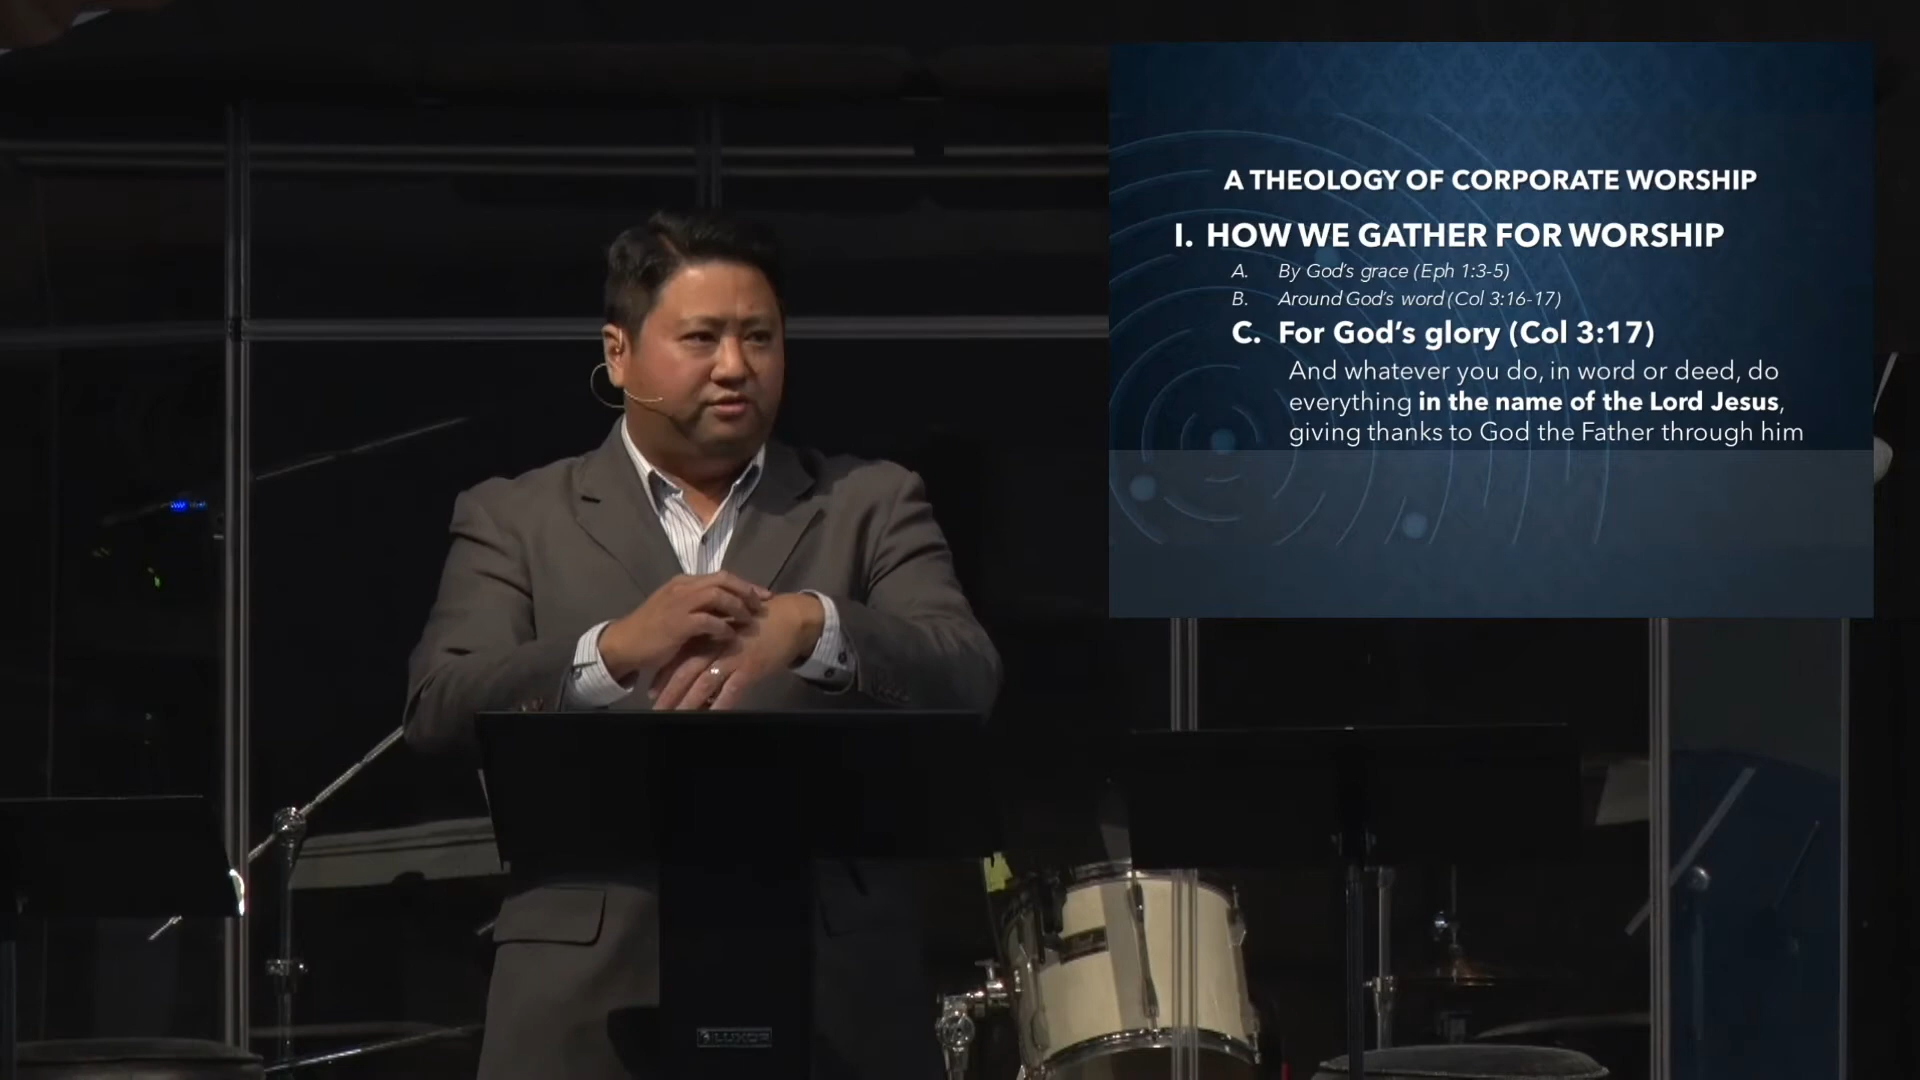 A THEOLOGY OF CORPORATE WORSHIP
I. HOW WE GATHER FOR WORSHIP
A. By God's grace (Eph 1:3-5)
B. Around God's word (Col 3:16-17)
C. For God's glory (Col 3:17)
And whatever you do, in word or deed, do
everything in the name of the Lord Jesus,
giving thanks to God the Father through him
LUXOR